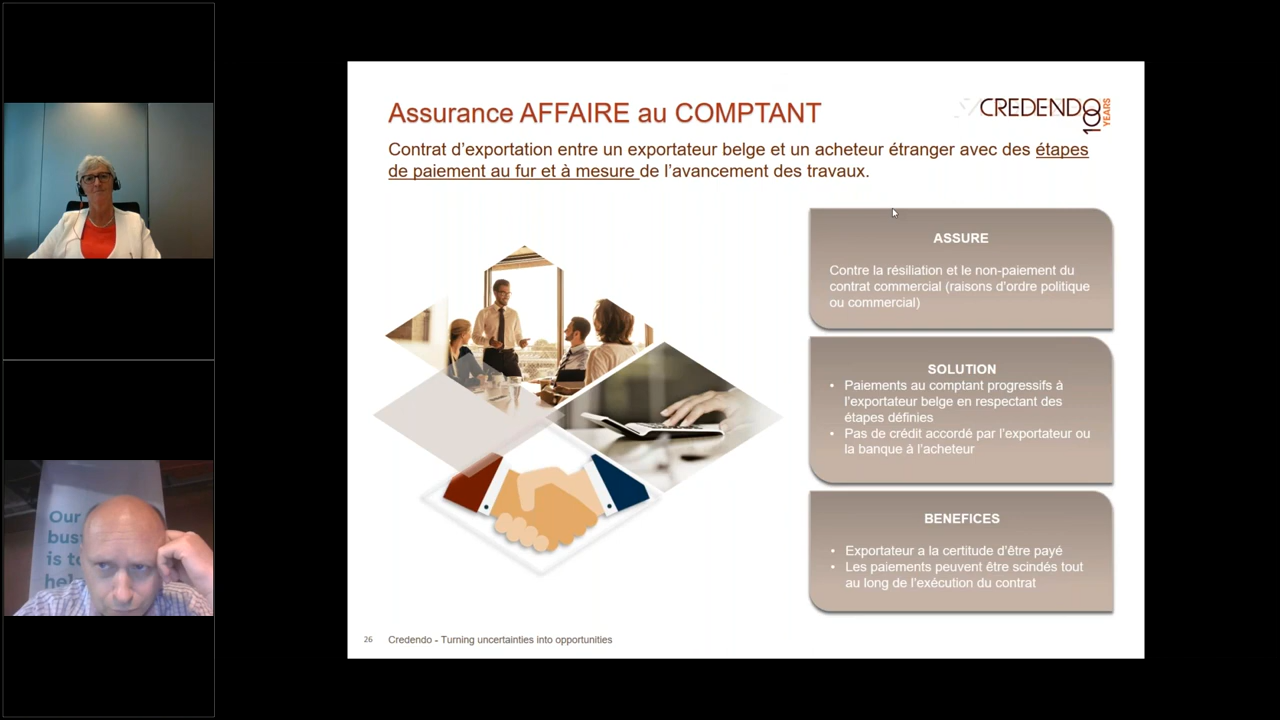 Assurance AFFAIRE au COMPTANT
CREDENDO
100 YEARS
Contrat d'exportation entre un exportateur belge et un acheteur étranger avec des étapes
de paiement au fur et à mesure de l'avancement des travaux.
ASSURE
Contre la résiliation et le non-paiement du
contrat commercial (raisons d'ordre politique
ou commercial)
SOLUTION
• Paiements au comptant progressifs à
l'exportateur belge en respectant des
étapes définies
• Pas de crédit accordé par l'exportateur ou
la banque à l'acheteur
BENEFICES
• Exportateur a la certitude d'être payé
• Les paiements peuvent être scindés tout
au long de l'exécution du contrat
26 Credendo - Turning uncertainties into opportunities
Our
bus
is to